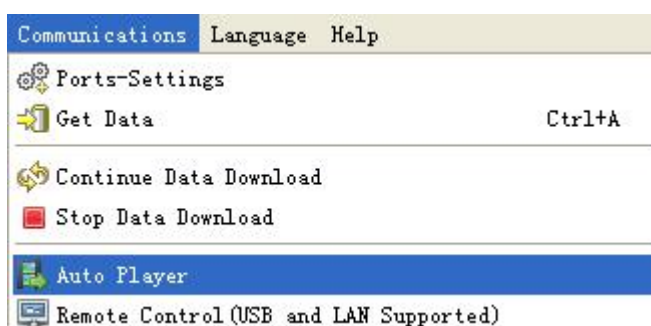 Communications Language Help
Ports-Settings
Get Data Ctrl+A
Continue Data Download
Stop Data Download
Auto Player
Remote Control(USB and LAN Supported)